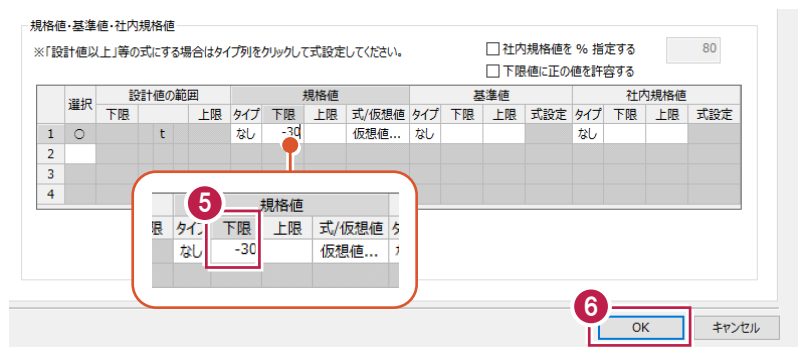 規格値・基準値・社内規格値
※「設計値以上」等の式にする場合はタイプ列をクリックして式設定してください。
社内規格値を % 指定する 80
下限値に正の値を許容する
選択 設計値の範囲 規格値 基準値 社内規格値
下限 上限 タイプ 下限 上限 式/仮想値 タイプ 下限 上限 式設定 タイプ 下限 上限 式設定
1 ○ t なし -30 仮想値... なし なし
2
3
4
5 規格値
限 タイプ 下限 上限 式/仮想値 タ
なし -30 仮想値...
6
OK キャンセル